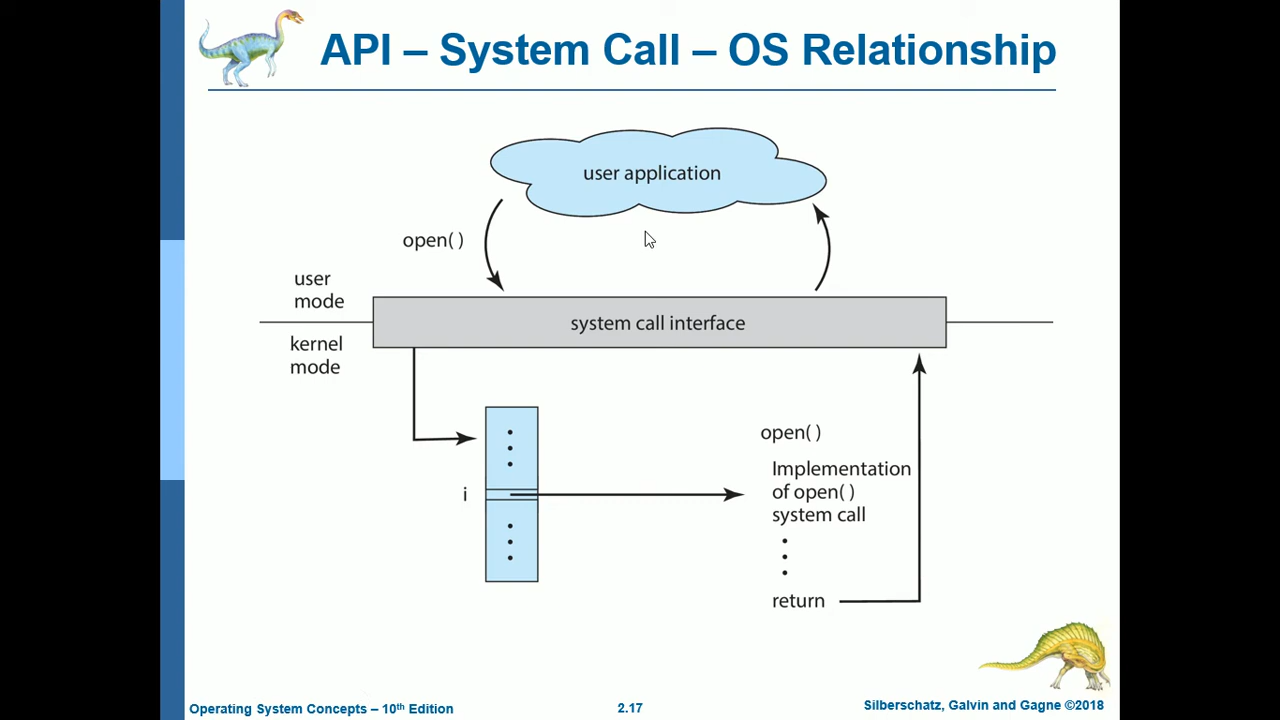 API – System Call – OS Relationship
user application
open( )
user
mode
system call interface
kernel
mode
open( )
Implementation
of open( )
system call
i
return
Operating System Concepts – 10th Edition
2.17
Silberschatz, Galvin and Gagne ©2018